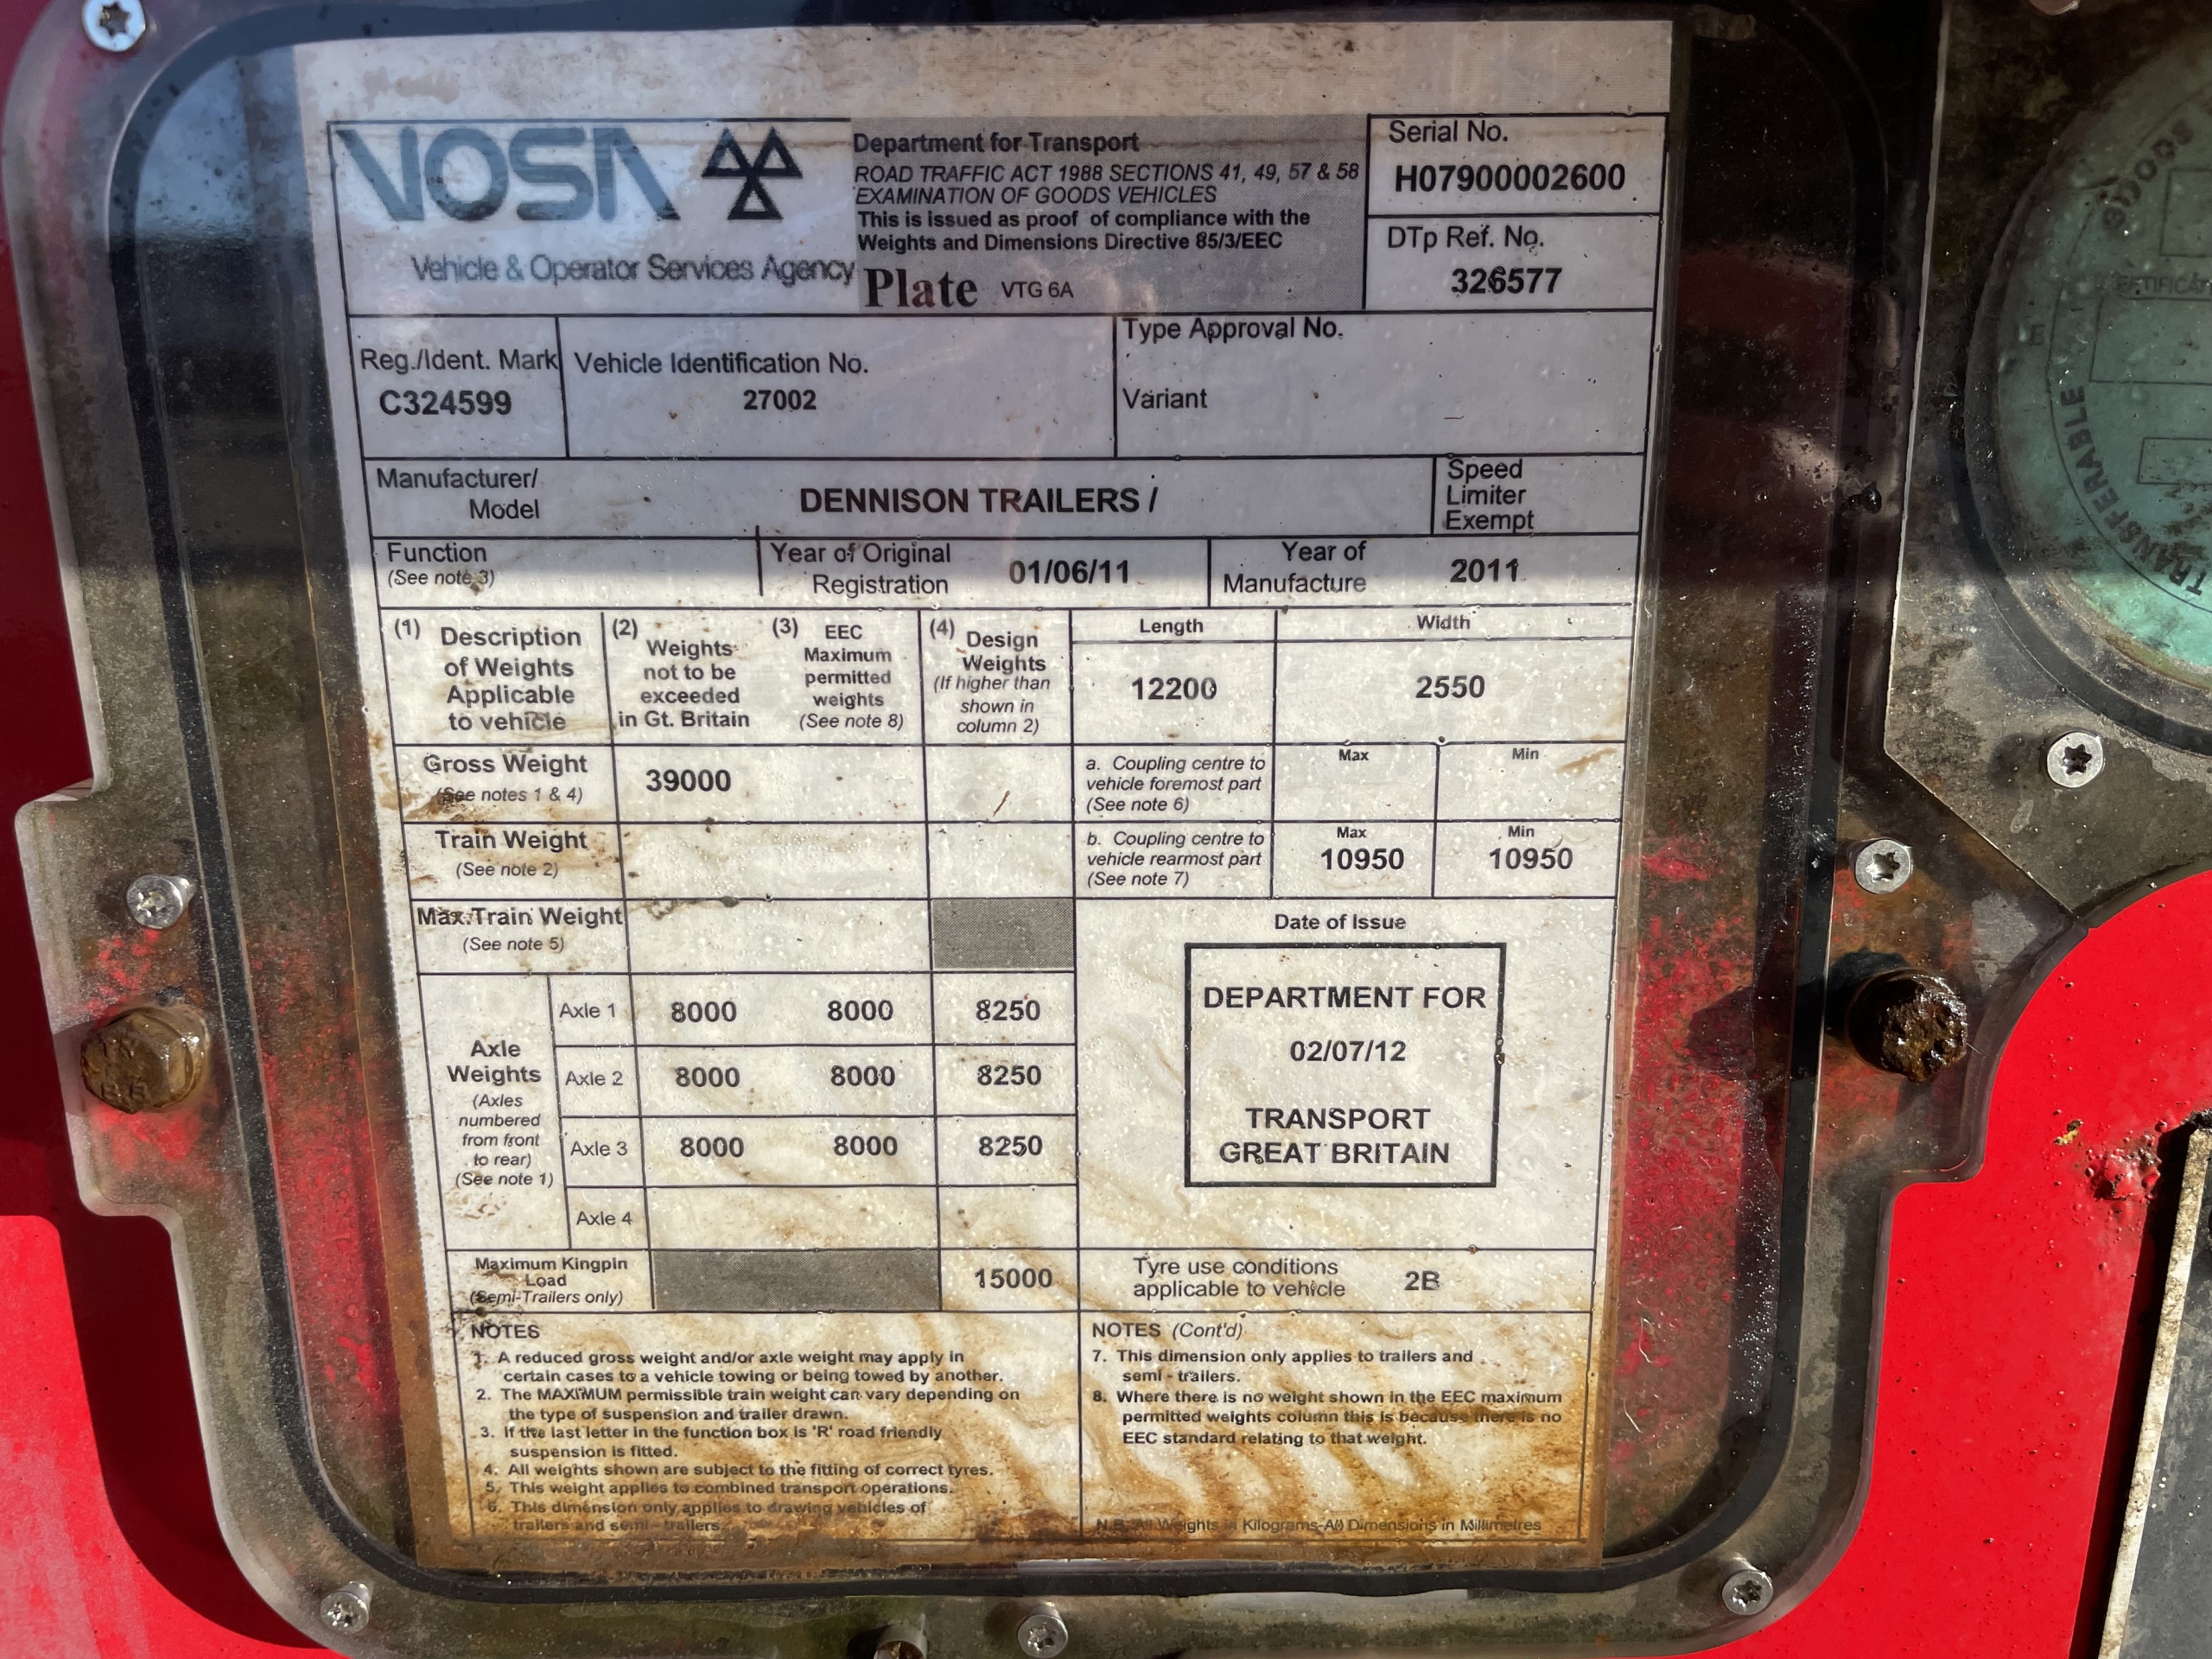 VOSA
Vehicle & Operator Services Agency
Department for Transport
ROAD TRAFFIC ACT 1988 SECTIONS 41, 49, 57 & 58
EXAMINATION OF GOODS VEHICLES
This is issued as proof of compliance with the
Weights and Dimensions Directive 85/3/EEC
Plate VTG 6A
Serial No.
H07900002600
DTp Ref. No.
326577
Reg./Ident. Mark
C324599
Vehicle Identification No.
27002
Type Approval No.
Variant
Manufacturer/
Model
DENNISON TRAILERS /
Speed
Limiter
Exempt
Function
(See note 3)
Year of Original
Registration
01/06/11
Year of
Manufacture
2011
(1) Description
of Weights
Applicable
to vehicle
(2) Weights
not to be
exceeded
in Gt. Britain
(3) EEC
Maximum
permitted
weights
(See note 8)
(4) Design
Weights
(If higher than
shown in
column 2)
Length
12200
Width
2550
Gross Weight
(See notes 1 & 4)
39000
a. Coupling centre to
vehicle foremost part
(See note 6)
Max
Min
Train Weight
(See note 2)
b. Coupling centre to
vehicle rearmost part
(See note 7)
Max
10950
Min
10950
Max.Train Weight
(See note 5)
Axle
Weights
(Axles
numbered
from front
to rear)
(See note 1)
Axle 1 8000 8000 8250
Axle 2 8000 8000 8250
Axle 3 8000 8000 8250
Axle 4
Date of Issue
DEPARTMENT FOR
02/07/12
TRANSPORT
GREAT BRITAIN
Maximum Kingpin
Load
(Semi-Trailers only)
15000
Tyre use conditions
applicable to vehicle
2B
NOTES
1. A reduced gross weight and/or axle weight may apply in
certain cases to a vehicle towing or being towed by another.
2. The MAXIMUM permissible train weight can vary depending on
the type of suspension and trailer drawn.
3. If the last letter in the function box is 'R' road friendly
suspension is fitted.
4. All weights shown are subject to the fitting of correct tyres.
5. This weight applies to combined transport operations.
6. This dimension only applies to drawing vehicles of
trailers and semi - trailers.
NOTES (Cont'd)
7. This dimension only applies to trailers and
semi - trailers.
8. Where there is no weight shown in the EEC maximum
permitted weights column this is because there is no
EEC standard relating to that weight.
N.B. All Weights in Kilograms-All Dimensions in Millimetres
GOODS
TRANSFERABLE